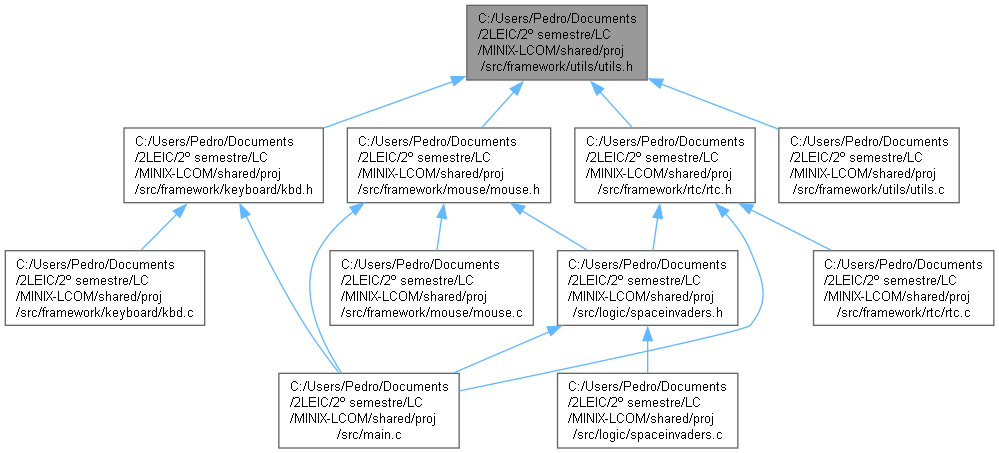 C:/Users/Pedro/Documents
/2LEIC/2º semestre/LC
/MINIX-LCOM/shared/proj
/src/framework/utils/utils.h
C:/Users/Pedro/Documents
/2LEIC/2º semestre/LC
/MINIX-LCOM/shared/proj
/src/framework/keyboard/kbd.h
C:/Users/Pedro/Documents
/2LEIC/2º semestre/LC
/MINIX-LCOM/shared/proj
/src/framework/mouse/mouse.h
C:/Users/Pedro/Documents
/2LEIC/2º semestre/LC
/MINIX-LCOM/shared/proj
/src/framework/rtc/rtc.h
C:/Users/Pedro/Documents
/2LEIC/2º semestre/LC
/MINIX-LCOM/shared/proj
/src/framework/utils/utils.c
C:/Users/Pedro/Documents
/2LEIC/2º semestre/LC
/MINIX-LCOM/shared/proj
/src/framework/keyboard/kbd.c
C:/Users/Pedro/Documents
/2LEIC/2º semestre/LC
/MINIX-LCOM/shared/proj
/src/framework/mouse/mouse.c
C:/Users/Pedro/Documents
/2LEIC/2º semestre/LC
/MINIX-LCOM/shared/proj
/src/logic/spaceinvaders.h
C:/Users/Pedro/Documents
/2LEIC/2º semestre/LC
/MINIX-LCOM/shared/proj
/src/framework/rtc/rtc.c
C:/Users/Pedro/Documents
/2LEIC/2º semestre/LC
/MINIX-LCOM/shared/proj
/src/main.c
C:/Users/Pedro/Documents
/2LEIC/2º semestre/LC
/MINIX-LCOM/shared/proj
/src/logic/spaceinvaders.c